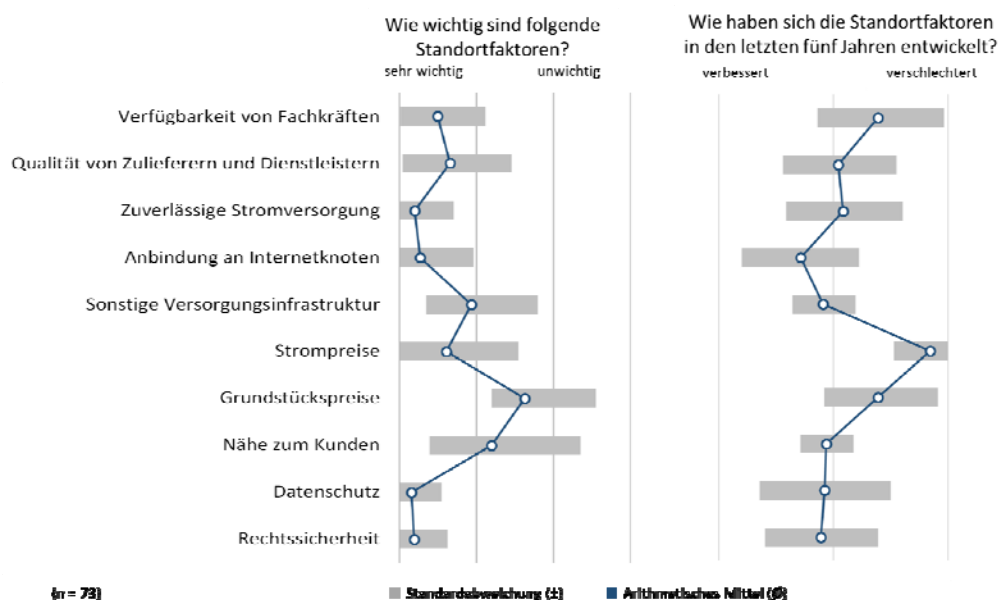 Wie wichtig sind folgende
Standortfaktoren?
sehr wichtig unwichtig
Wie haben sich die Standortfaktoren
in den letzten fünf Jahren entwickelt?
verbessert verschlechtert
Verfügbarkeit von Fachkräften
Qualität von Zulieferern und Dienstleistern
Zuverlässige Stromversorgung
Anbindung an Internetknoten
Sonstige Versorgungsinfrastruktur
Strompreise
Grundstückspreise
Nähe zum Kunden
Datenschutz
Rechtssicherheit
(n = 73) Standardabweichung (±) Arithmetisches Mittel (Ø)